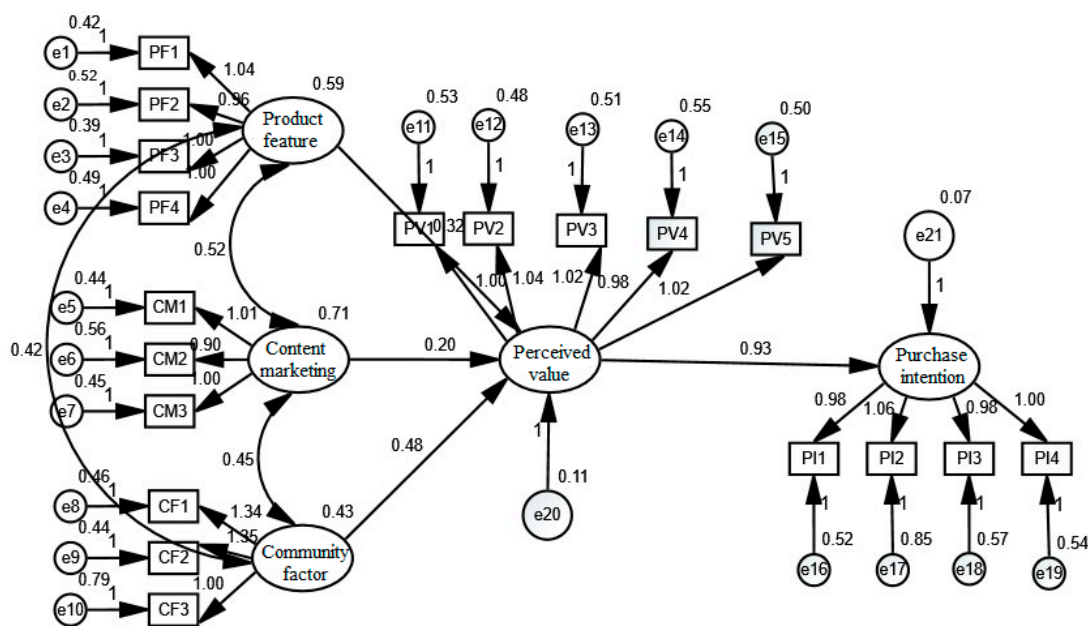 0.42
1
e1
PF1
1.04
0.52
1
e2
PF2
0.96
0.59
Product
feature
0.39
1
e3
PF3
1.00
0.49
1
e4
PF4
1.00
0.53
e11
1
PV1
0.48
e12
1
PV2
0.51
e13
1
PV3
0.55
e14
1
PV4
0.50
e15
1
PV5
0.32
1.00
1.04
1.02
0.98
1.02
0.07
e21
1
0.52
0.44
1
e5
CM1
1.01
0.56
1
e6
CM2
0.90
0.45
1
e7
CM3
1.00
0.71
Content
marketing
0.20
Perceived
value
0.93
Purchase
intention
0.42
0.45
0.48
1
0.11
e20
0.98
1.06
0.98
1.00
PI1
PI2
PI3
PI4
1
1
1
1
0.52
0.85
0.57
0.54
e16
e17
e18
e19
0.46
1
e8
CF1
1.34
0.44
1
e9
CF2
1.35
0.79
1
e10
CF3
1.00
0.43
Community
factor